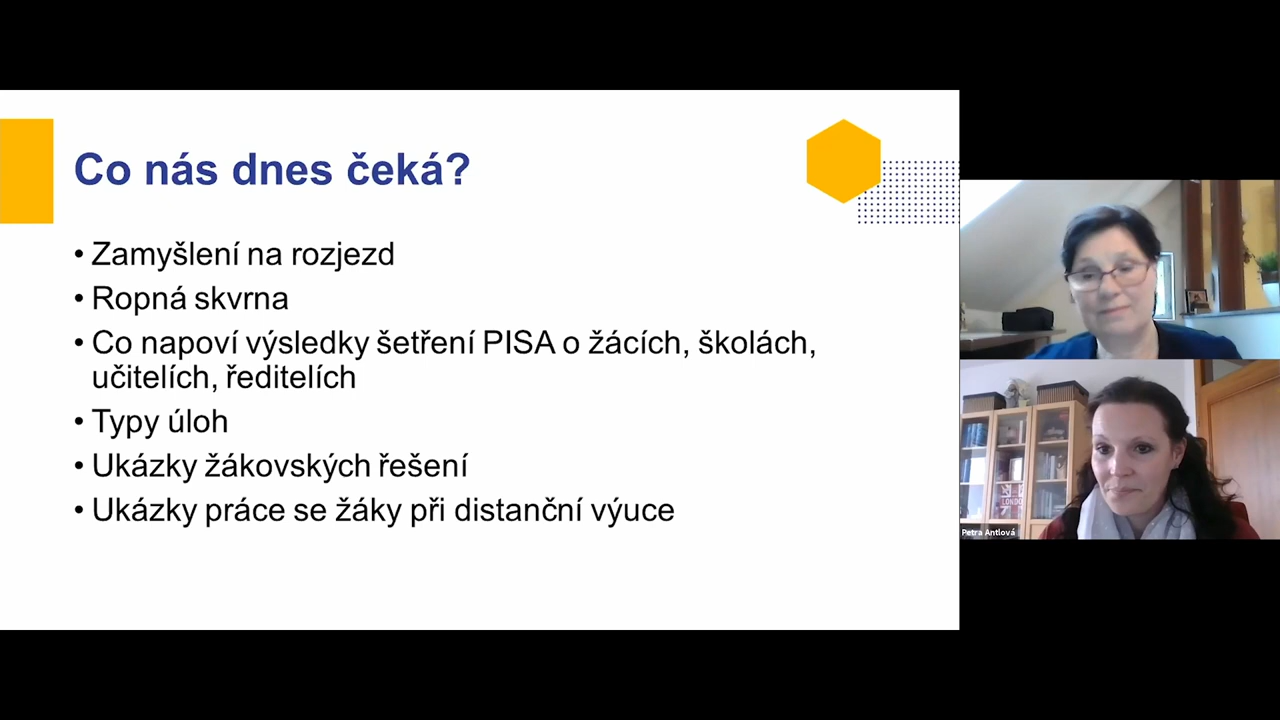 Co nás dnes čeká?
• Zamyšlení na rozjezd
• Ropná skvrna
• Co napoví výsledky šetření PISA o žácích, školách,
učitelích, ředitelích
• Typy úloh
• Ukázky žákovských řešení
• Ukázky práce se žáky při distanční výuce
LONDON
Petra Antlová